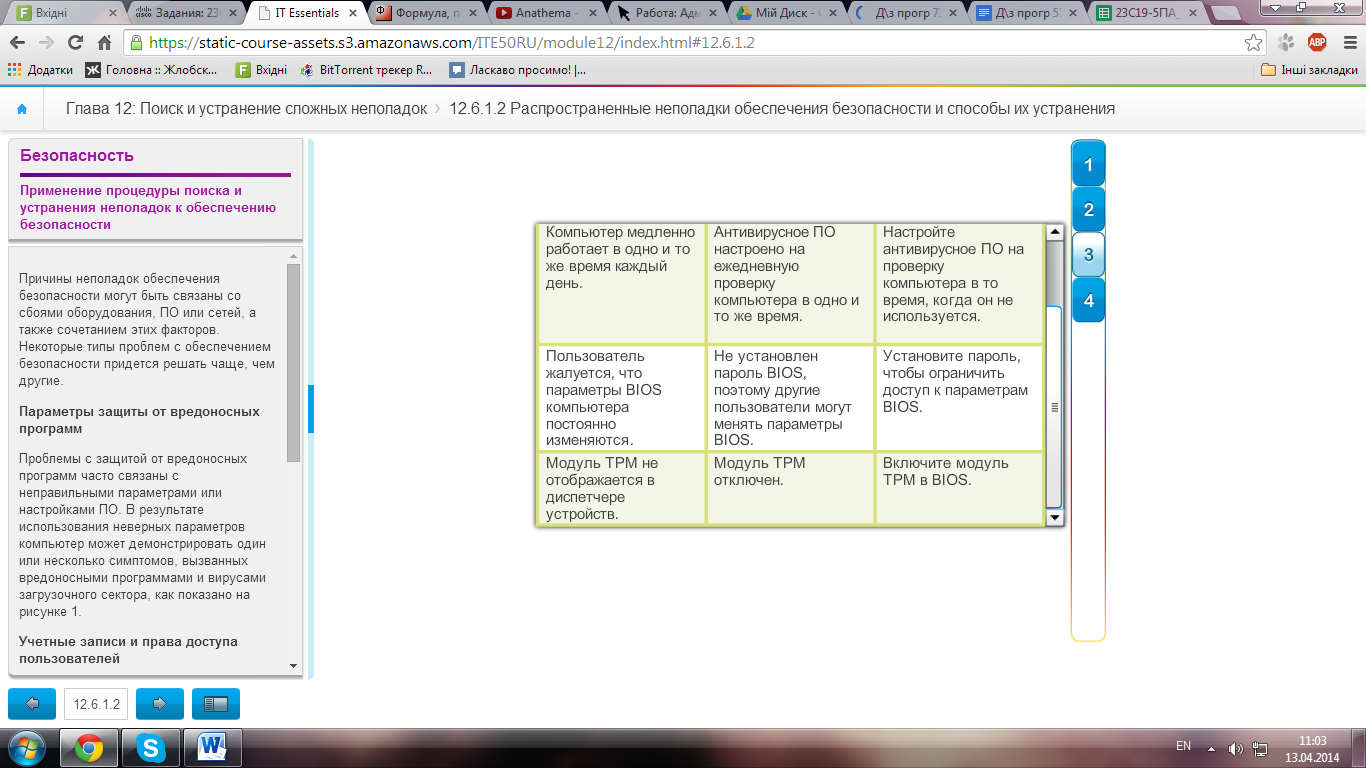 Вхідні
Задания: 23
IT Essentials
Формула, п
Anathema -
Работа: Адм
Мій Диск -
Д\з прогр 7
Д\з прогр 5
23С19-5ПА_
https://static-course-assets.s3.amazonaws.com/ITE50RU/module12/index.html#12.6.1.2
ABP
Додатки
Головна :: Жлобск...
Вхідні
BitTorrent трекер R...
Ласкаво просимо! |...
Інші закладки
Глава 12: Поиск и устранение сложных неполадок › 12.6.1.2 Распространенные неполадки обеспечения безопасности и способы их устранения
Безопасность
Применение процедуры поиска и
устранения неполадок к обеспечению
безопасности
Причины неполадок обеспечения
безопасности могут быть связаны со
сбоями оборудования, ПО или сетей, а
также сочетанием этих факторов.
Некоторые типы проблем с обеспечением
безопасности придется решать чаще, чем
другие.
Параметры защиты от вредоносных
программ
Проблемы с защитой от вредоносных
программ часто связаны с
неправильными параметрами или
настройками ПО. В результате
использования неверных параметров
компьютер может демонстрировать один
или несколько симптомов, вызванных
вредоносными программами и вирусами
загрузочного сектора, как показано на
рисунке 1.
Учетные записи и права доступа
пользователей
Компьютер медленно
работает в одно и то
же время каждый
день.
Антивирусное ПО
настроено на
ежедневную
проверку
компьютера в одно и
то же время.
Настройте
антивирусное ПО на
проверку
компьютера в то
время, когда он не
используется.
Пользователь
жалуется, что
параметры BIOS
компьютера
постоянно
изменяются.
Не установлен
пароль BIOS,
поэтому другие
пользователи могут
менять параметры
BIOS.
Установите пароль,
чтобы ограничить
доступ к параметрам
BIOS.
Модуль TPM не
отображается в
диспетчере
устройств.
Модуль TPM
отключен.
Включите модуль
TPM в BIOS.
1
2
3
4
12.6.1.2
EN
11:03
13.04.2014